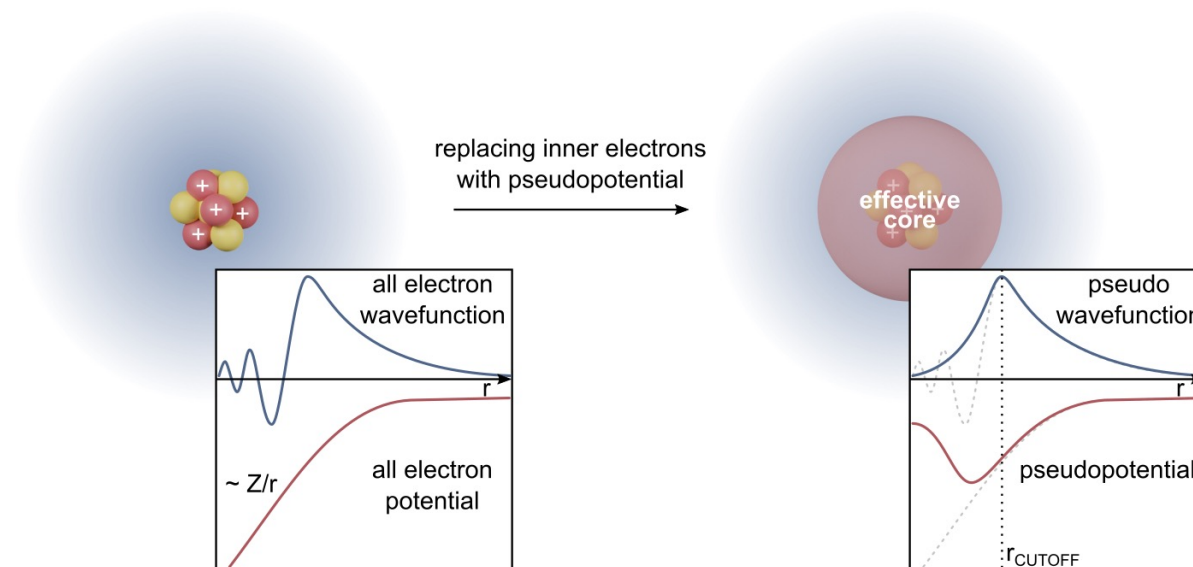 replacing inner electrons
with pseudopotential
+
+
+
+
effective
core
+
+
all electron
wavefunction
r
~ Z/r
all electron
potential
pseudo
wavefunction
r
pseudopotential
rCUTOFF